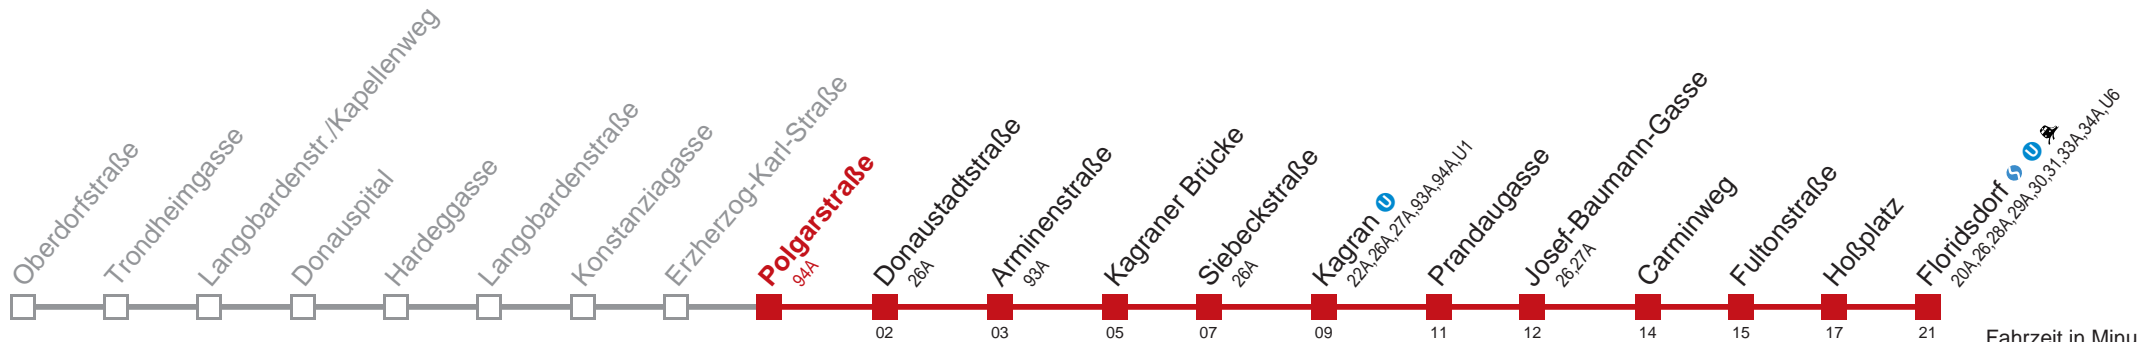 Oberdorfstraße
Trondheimgasse
Langobardenstr./Kapellenweg
Donauspital
Hardeggasse
Langobardenstraße
Konstanziagasse
Erzherzog-Karl-Straße
Polgarstraße
94A
Donaustadtstraße
26A
Arminenstraße
93A
Kagraner Brücke
Siebeckstraße
26A
Kagran U
22A,26A,27A,93A,94A,U1
Prandaugasse
Josef-Baumann-Gasse
26,27A
Carminweg
Fultonstraße
Hoßplatz
Floridsdorf S U
20A,26,28A,29A,30,31,33A,34A,U6
02 03 05 07 09 11 12 14 15 17 21
Fahrzeit in Minu